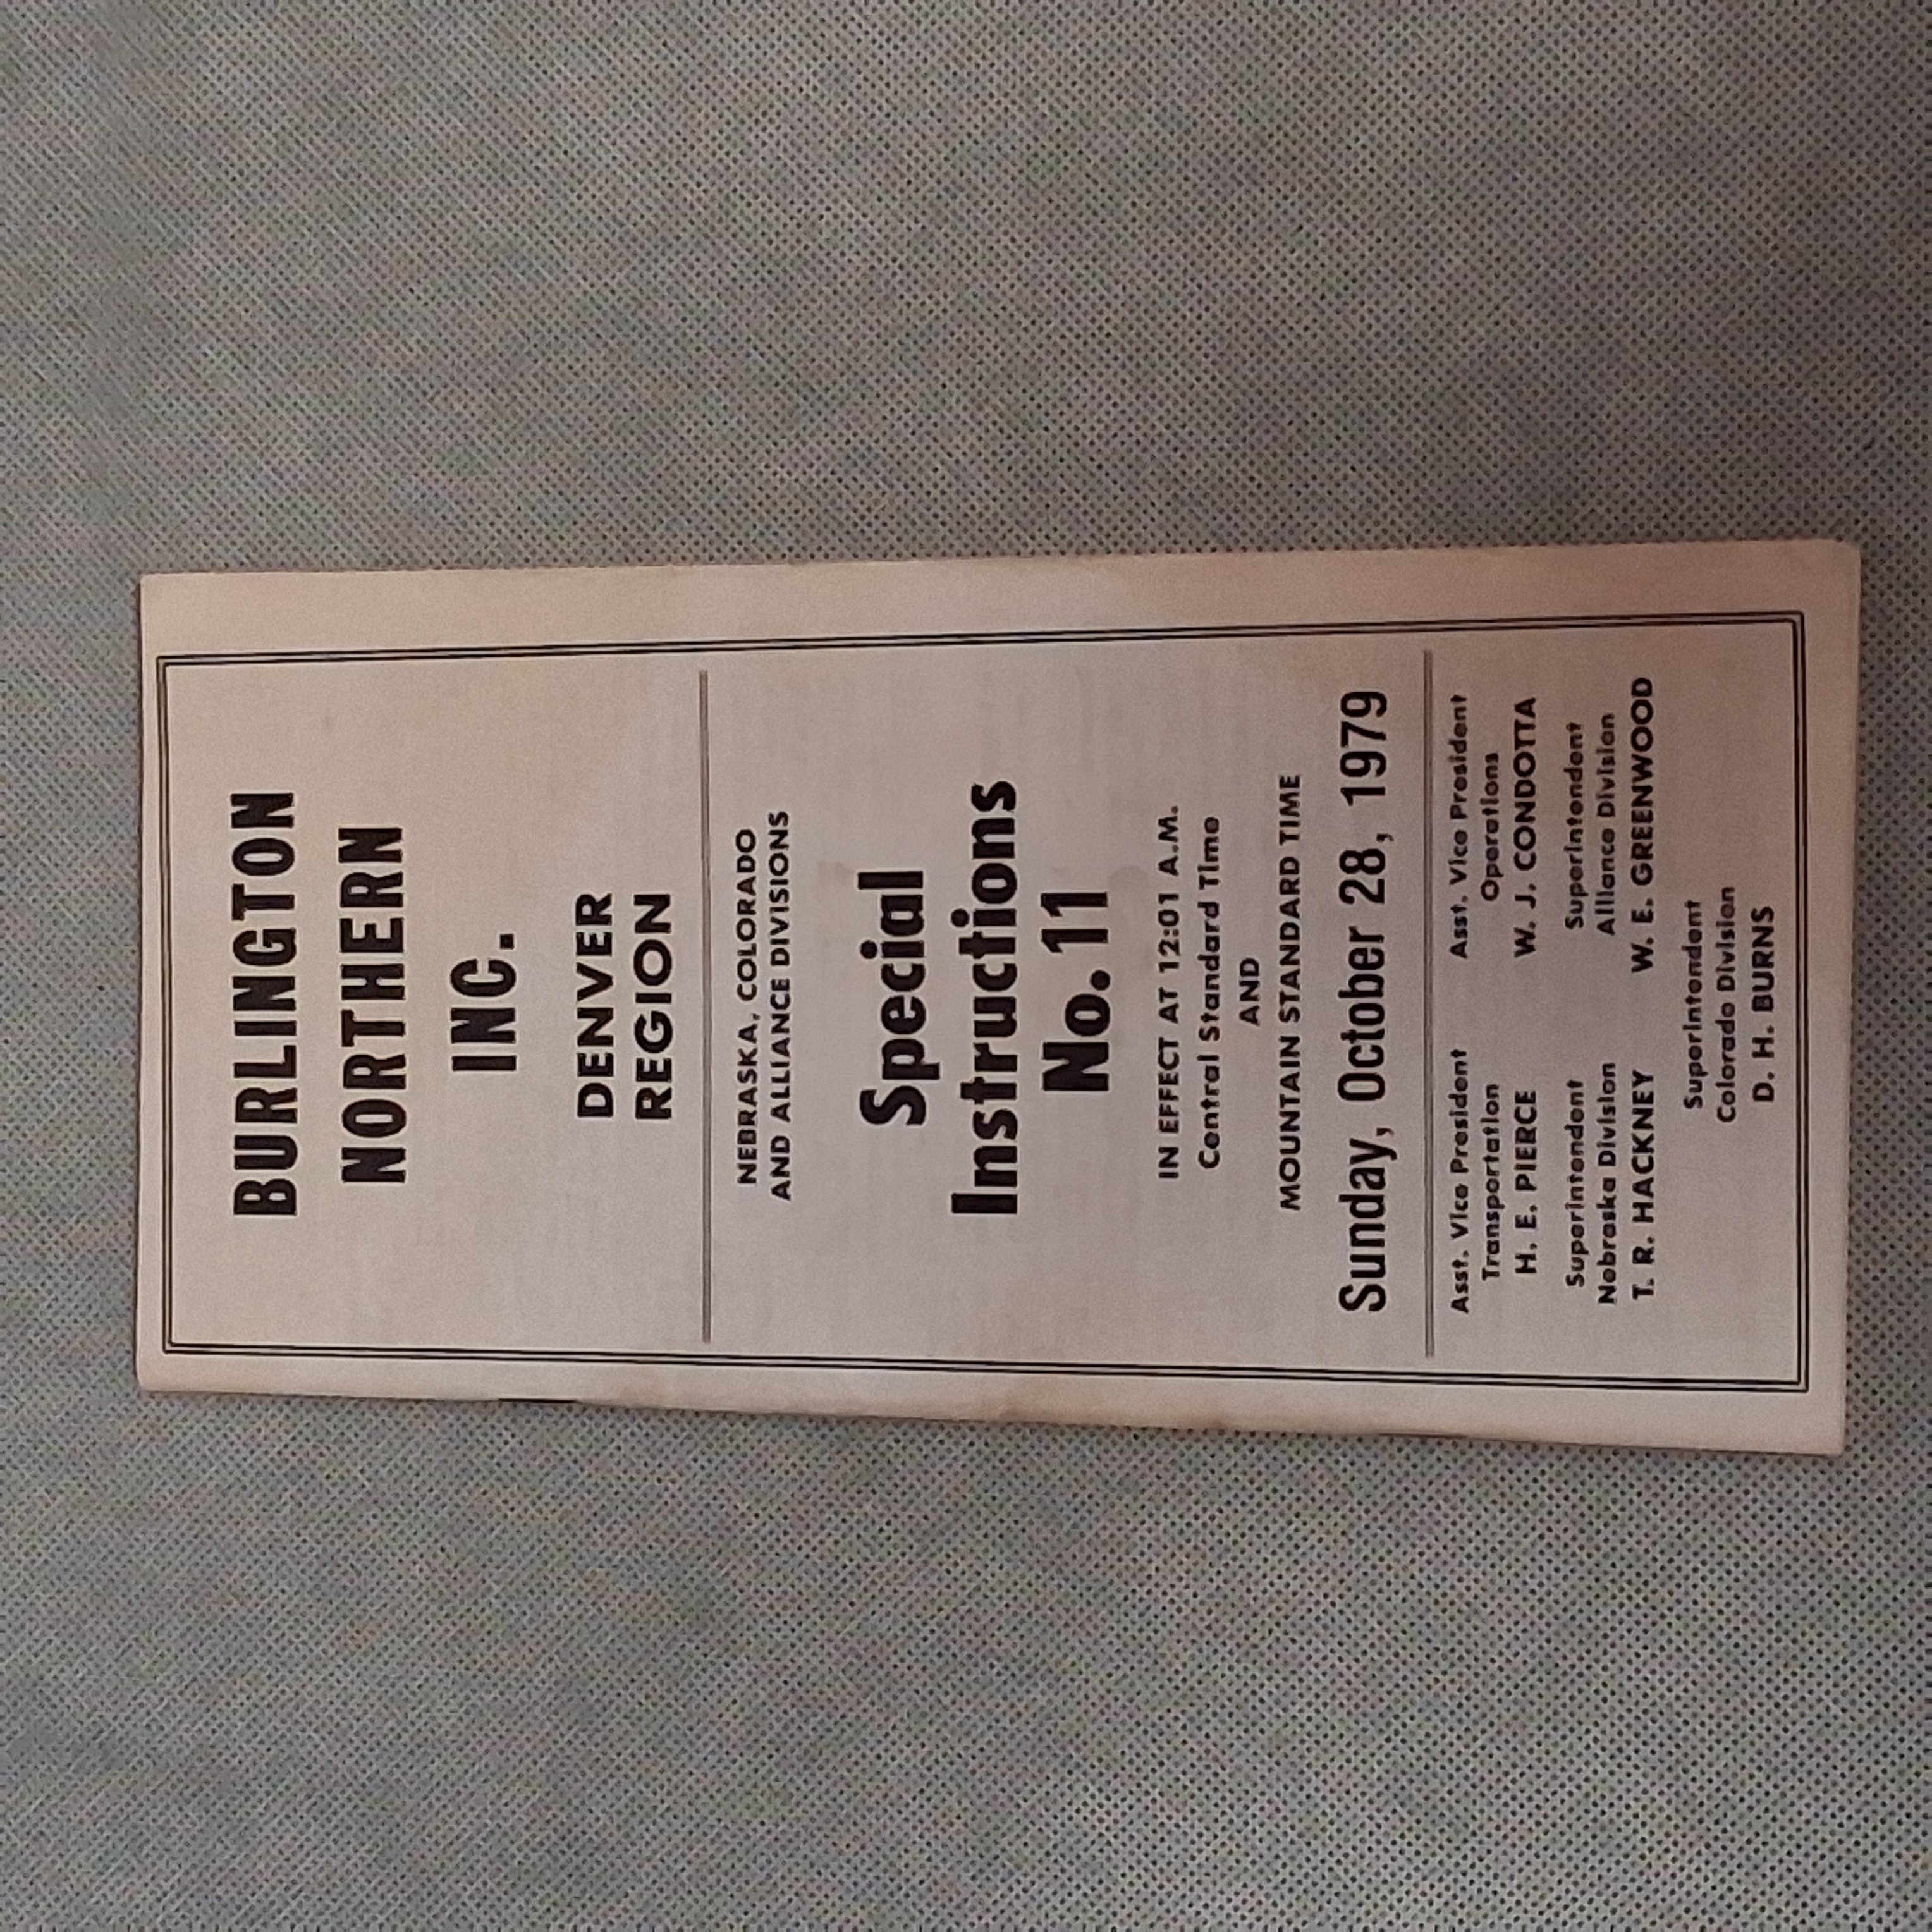 BURLINGTON
NORTHERN
INC.
DENVER
REGION
NEBRASKA, COLORADO
AND ALLIANCE DIVISIONS
Special
Instructions
No. 11
IN EFFECT AT 12:01 A.M.
Central Standard Time
AND
MOUNTAIN STANDARD TIME
Sunday, October 28, 1979
Asst. Vice President
Transportation
H. E. PIERCE
Asst. Vice President
Operations
W. J. CONDOTTA
Superintendent
Nebraska Division
T. R. HACKNEY
Superintendent
Alliance Division
W. E. GREENWOOD
Superintendent
Colorado Division
D. H. BURNS